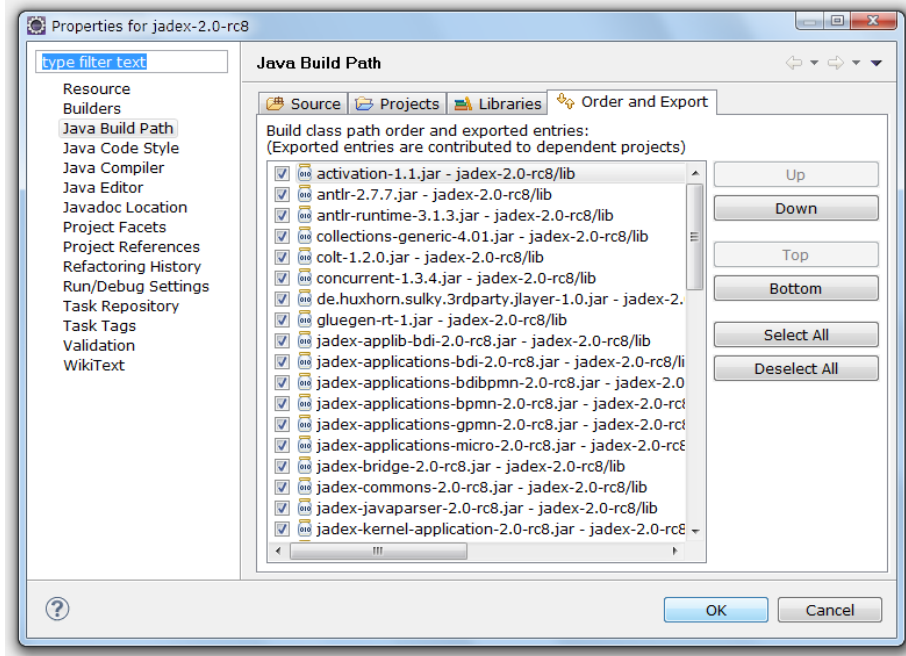 Properties for jadex-2.0-rc8
type filter text
Resource
Builders
Java Build Path
Java Code Style
Java Compiler
Java Editor
Javadoc Location
Project Facets
Project References
Refactoring History
Run/Debug Settings
Task Repository
Task Tags
Validation
WikiText
Java Build Path
Source Projects Libraries Order and Export
Build class path order and exported entries:
(Exported entries are contributed to dependent projects)
activation-1.1.jar - jadex-2.0-rc8/lib
antlr-2.7.7.jar - jadex-2.0-rc8/lib
antlr-runtime-3.1.3.jar - jadex-2.0-rc8/lib
collections-generic-4.01.jar - jadex-2.0-rc8/lib
colt-1.2.0.jar - jadex-2.0-rc8/lib
concurrent-1.3.4.jar - jadex-2.0-rc8/lib
de.huxhorn.sulky.3rdparty.jlayer-1.0.jar - jadex-2.
gluegen-rt-1.jar - jadex-2.0-rc8/lib
jadex-applib-bdi-2.0-rc8.jar - jadex-2.0-rc8/lib
jadex-applications-bdi-2.0-rc8.jar - jadex-2.0-rc8/li
jadex-applications-bdibpmn-2.0-rc8.jar - jadex-2.0
jadex-applications-bpmn-2.0-rc8.jar - jadex-2.0-rc8
jadex-applications-gpmn-2.0-rc8.jar - jadex-2.0-rc8
jadex-applications-micro-2.0-rc8.jar - jadex-2.0-rc8
jadex-bridge-2.0-rc8.jar - jadex-2.0-rc8/lib
jadex-commons-2.0-rc8.jar - jadex-2.0-rc8/lib
jadex-javaparser-2.0-rc8.jar - jadex-2.0-rc8/lib
jadex-kernel-application-2.0-rc8.jar - jadex-2.0-rc8
Up
Down
Top
Bottom
Select All
Deselect All
OK
Cancel